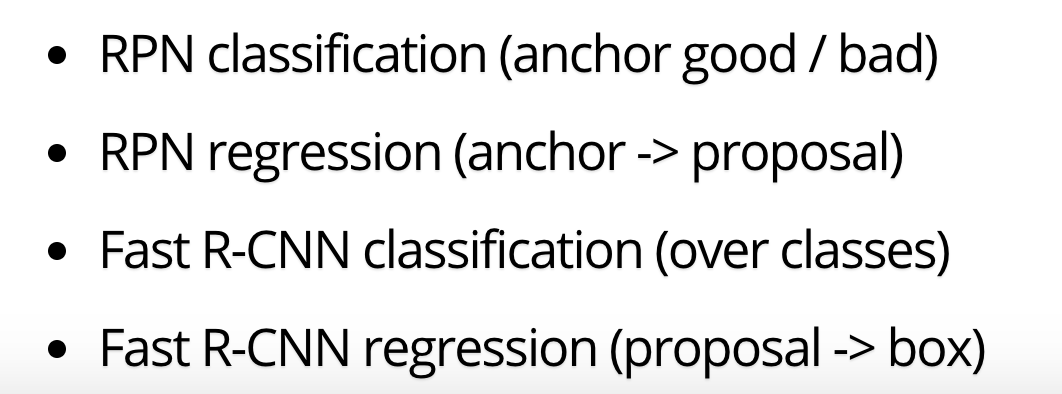 • RPN classification (anchor good / bad)
• RPN regression (anchor -> proposal)
• Fast R-CNN classification (over classes)
• Fast R-CNN regression (proposal -> box)